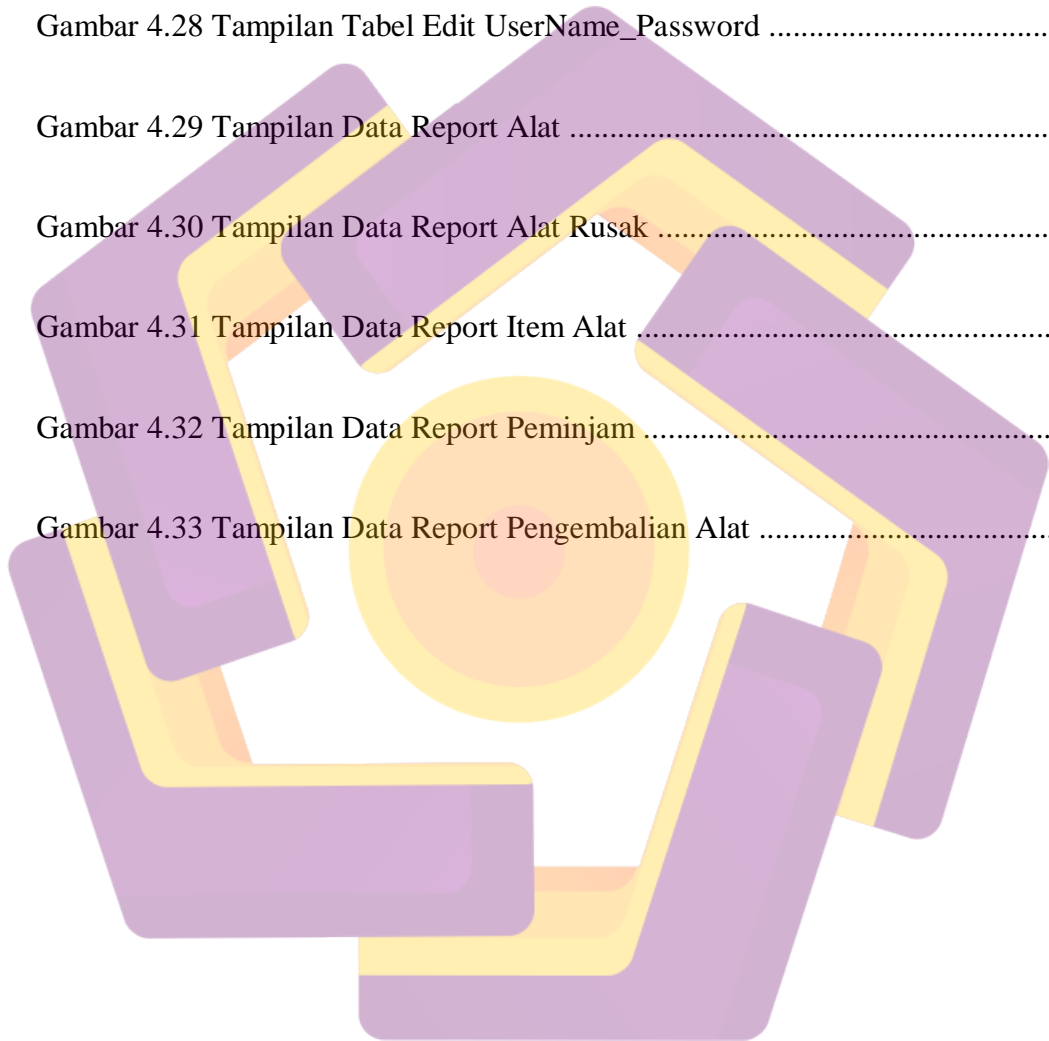 Gambar 4.28 Tampilan Tabel Edit UserName_Password ...................................
Gambar 4.29 Tampilan Data Report Alat ............................................................
Gambar 4.30 Tampilan Data Report Alat Rusak .................................................
Gambar 4.31 Tampilan Data Report Item Alat ...................................................
Gambar 4.32 Tampilan Data Report Peminjam ...................................................
Gambar 4.33 Tampilan Data Report Pengembalian Alat ....................................